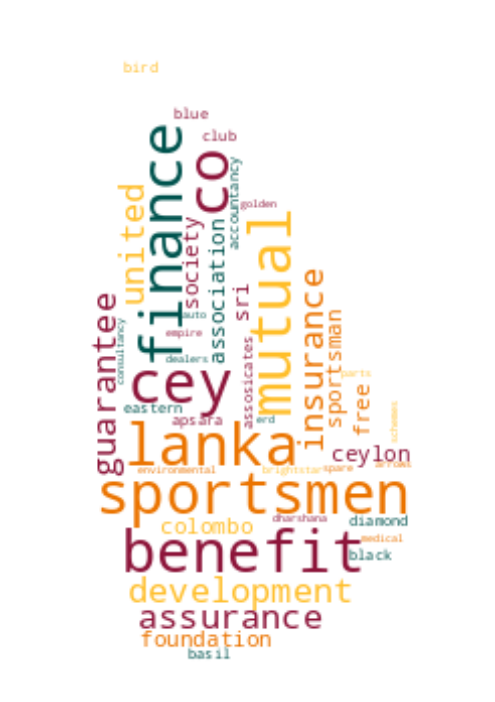 bird
blue
club
finance
co
accountancy
united
golden
society
mutual
association
insurance
sri
guarantee
sportsman
auto
consultancy
empire
assosicates
dealers
cey
parts
free
schemes
eastern
apsara
erd
lanka
ceylon
environmental
brightstar
spare
arrows
sportsmen
dharshana
diamond
colombo
benefit
medical
black
development
assurance
foundation
basil